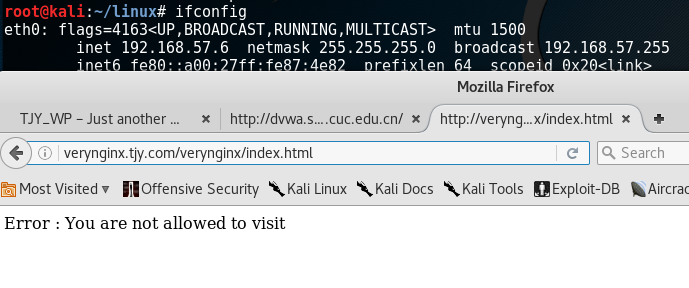 root@kali:~/linux# ifconfig
eth0: flags=4163<UP,BROADCAST,RUNNING,MULTICAST>  mtu 1500
        inet 192.168.57.6  netmask 255.255.255.0  broadcast 192.168.57.255
        inet6 fe80::a00:27ff:fe87:4e82  prefixlen 64  scopeid 0x20<link>
Mozilla Firefox
TJY_WP – Just another ... × http://dvwa.s....cuc.edu.cn/ × http://veryng...x/index.html ×
verynginx.tjy.com/verynginx/index.html Search
Most Visited Offensive Security Kali Linux Kali Docs Kali Tools Exploit-DB Aircrac
Error : You are not allowed to visit